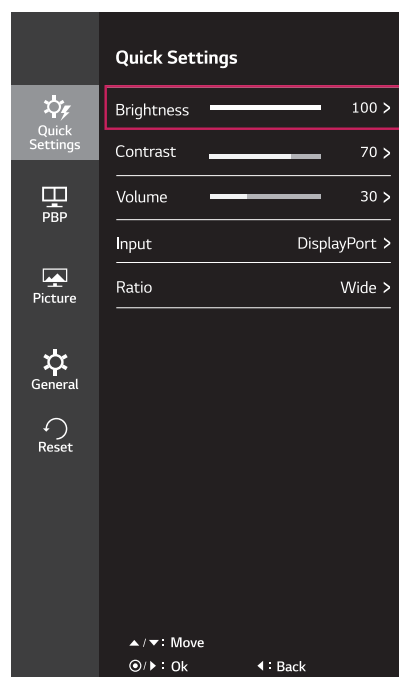 Quick Settings
Quick
Settings
PBP
Picture
General
Reset
Brightness 100 >
Contrast 70 >
Volume 30 >
Input DisplayPort >
Ratio Wide >
▲/▼: Move
◉/▶: Ok ◀: Back